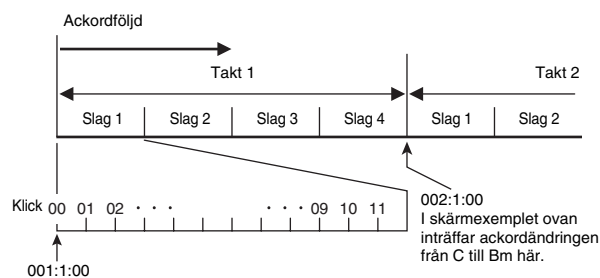 Ackordföljd
Takt 1
Takt 2
Slag 1 Slag 2 Slag 3 Slag 4 Slag 1 Slag 2
Klick 00 01 02 · · · · · · 09 10 11
001:1:00
002:1:00
I skärmexemplet ovan
inträffar ackordändringen
från C till Bm här.